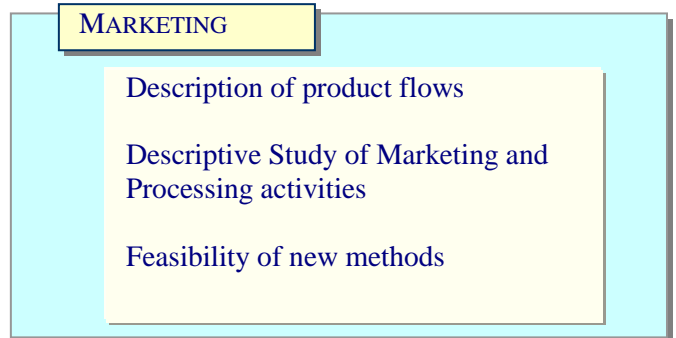 MARKETING
Description of product flows
Descriptive Study of Marketing and
Processing activities
Feasibility of new methods